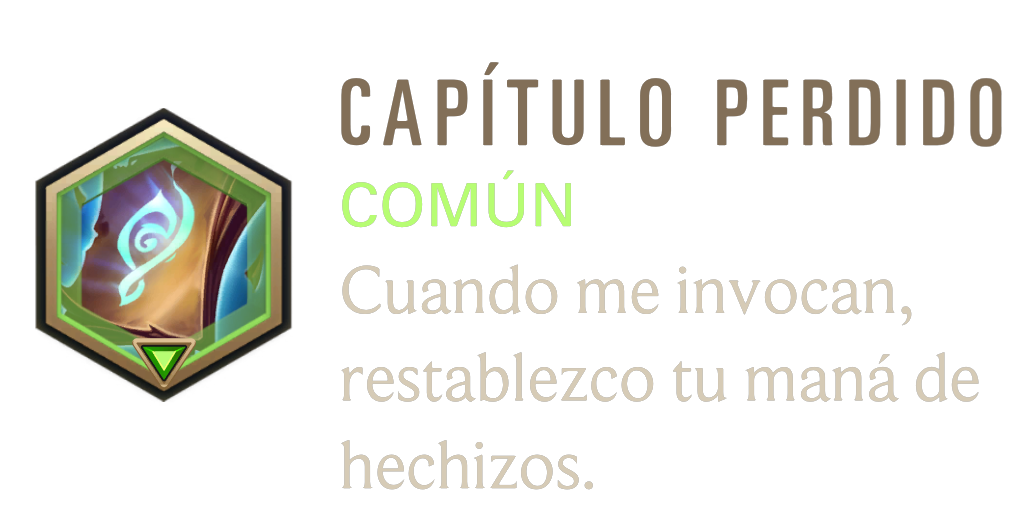 CAPÍTULO PERDIDO
COMÚN
Cuando me invocan,
restablezco tu maná de
hechizos.